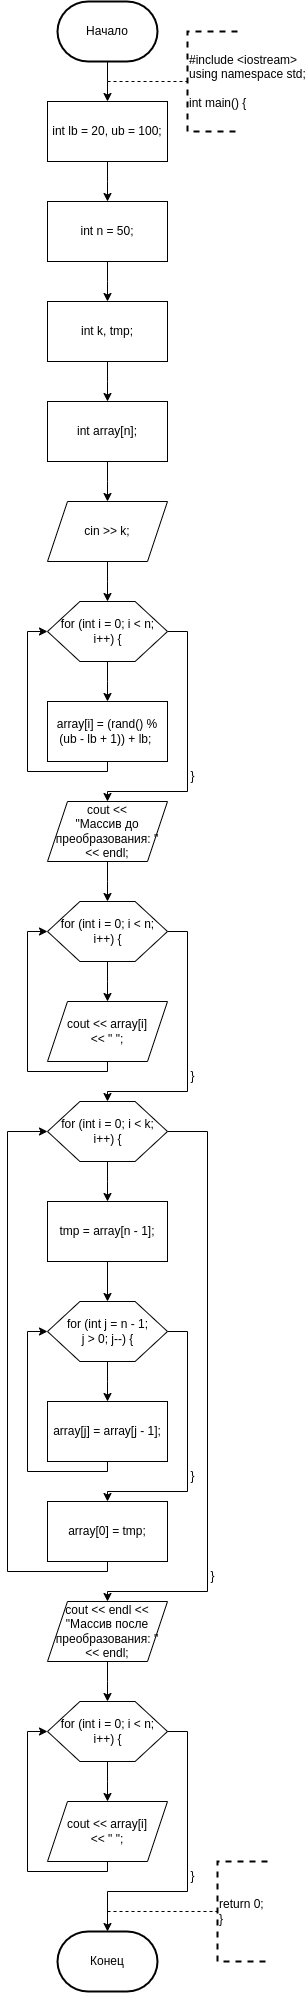 Начало
#include <iostream>
using namespace std;
int main() {
int lb = 20, ub = 100;
int n = 50;
int k, tmp;
int array[n];
cin >> k;
for (int i = 0; i < n;
i++) {
array[i] = (rand() %
(ub - lb + 1)) + lb;
}
cout <<
"Массив до
преобразования: "
<< endl;
for (int i = 0; i < n;
i++) {
cout << array[i]
<< " ";
}
for (int i = 0; i < k;
i++) {
tmp = array[n - 1];
for (int j = n - 1;
j > 0; j--) {
array[j] = array[j - 1];
}
array[0] = tmp;
}
cout << endl <<
"Массив после
преобразования: "
<< endl;
for (int i = 0; i < n;
i++) {
cout << array[i]
<< " ";
}
return 0;
}
Конец